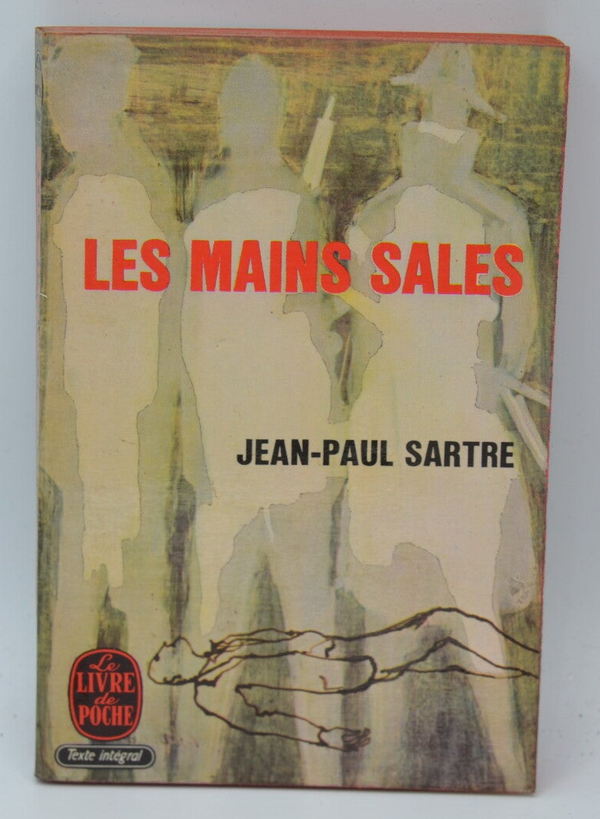 LES MAINS SALES
JEAN-PAUL SARTRE
Le
LIVRE
de
POCHE
Texte intégral